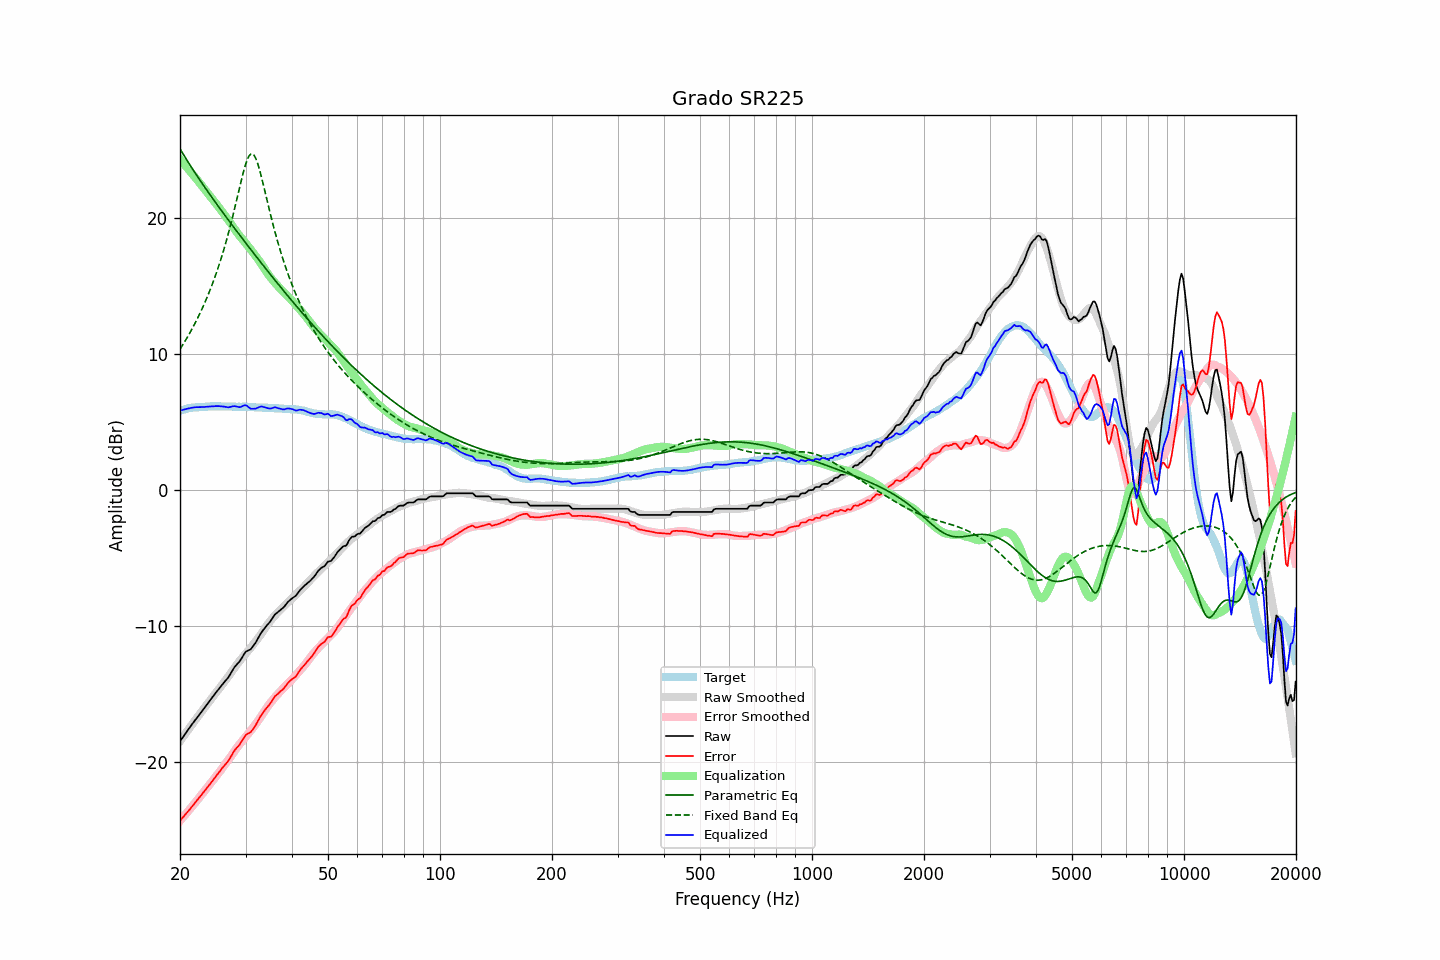 Grado SR225
Amplitude (dBr)
20
10
0
−10
−20
Target
Raw Smoothed
Error Smoothed
Raw
Error
Equalization
Parametric Eq
Fixed Band Eq
Equalized
20 50 100 200 500 1000 2000 5000 10000 20000
Frequency (Hz)